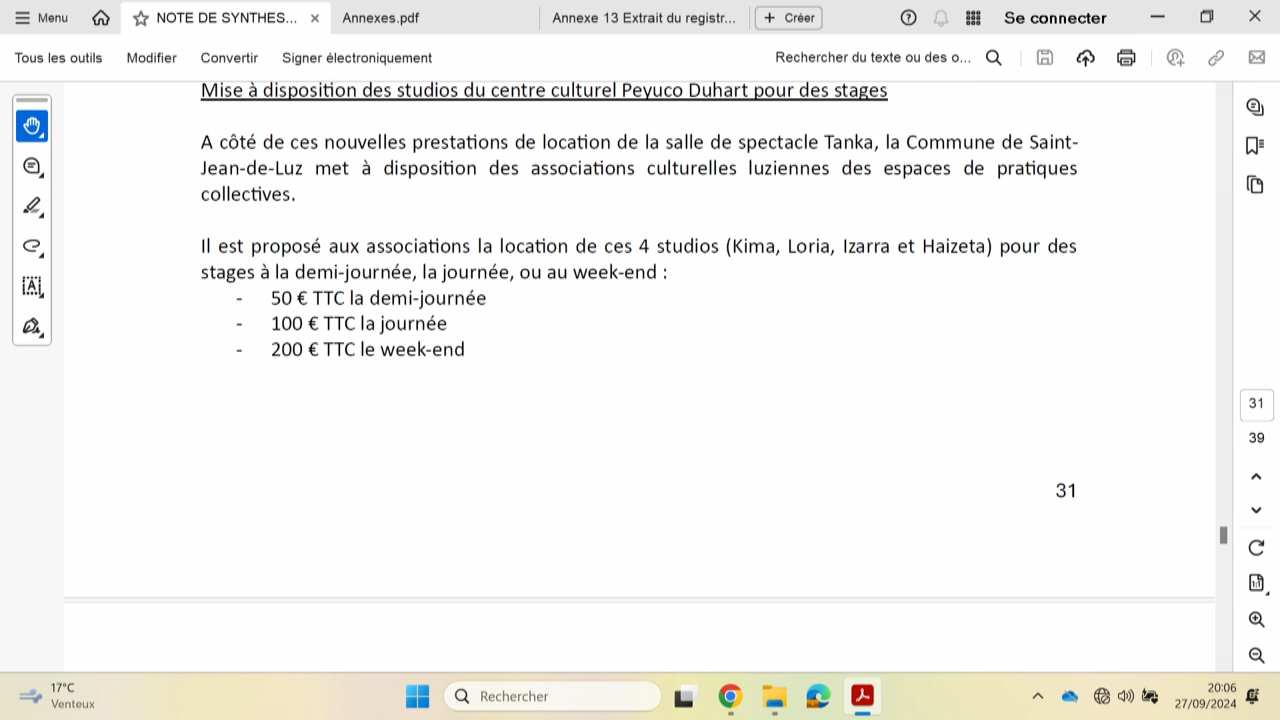 Menu
NOTE DE SYNTHES...
Annexes.pdf
Annexe 13 Extrait du registr...
Créer
Se connecter
Tous les outils
Modifier
Convertir
Signer électroniquement
Rechercher du texte ou des o...
Mise à disposition des studios du centre culturel Peyuco Duhart pour des stages
A côté de ces nouvelles prestations de location de la salle de spectacle Tanka, la Commune de Saint-
Jean-de-Luz met à disposition des associations culturelles luziennes des espaces de pratiques
collectives.
Il est proposé aux associations la location de ces 4 studios (Kima, Loria, Izarra et Haizeta) pour des
stages à la demi-journée, la journée, ou au week-end :
- 50 € TTC la demi-journée
- 100 € TTC la journée
- 200 € TTC le week-end
31
31
39
1:1
17°C
Venteux
Rechercher
20:06
27/09/2024